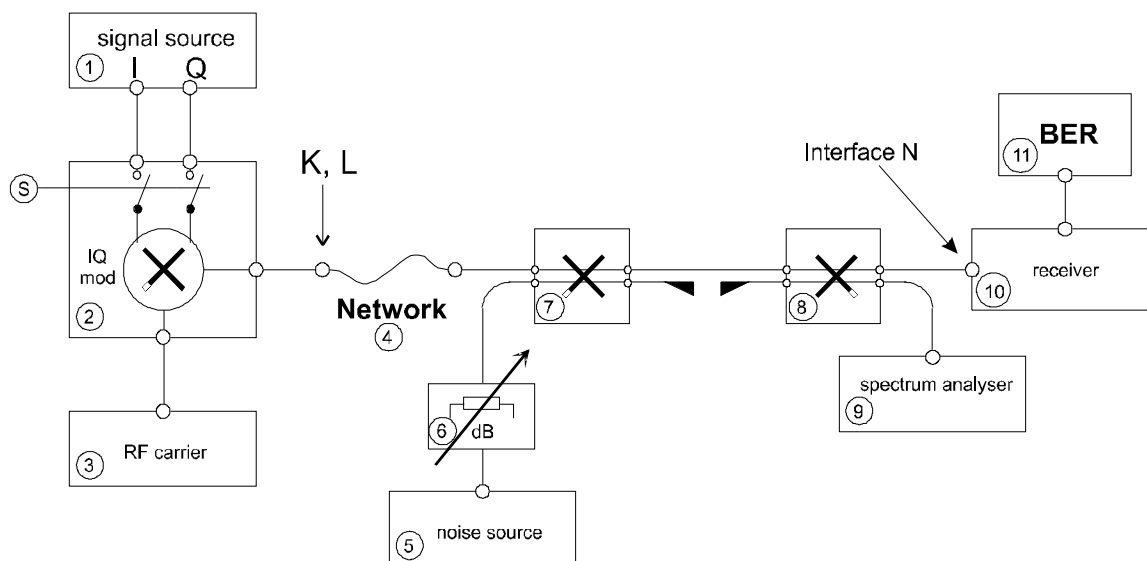 signal source
I Q
1
BER
11
K, L
Interface N
S
IQ
mod
2
Network
4
7
8
receiver
10
spectrum analyser
9
6
dB
RF carrier
3
noise source
5